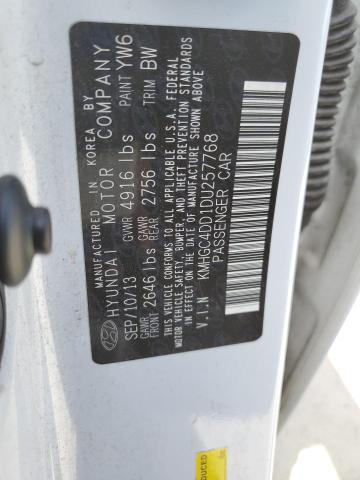 MANUFACTURED IN KOREA BY
HYUNDAI MOTOR COMPANY
SEP/10/13 GVWR 4916 lbs PAINT YW6
GAWR FRONT 2646 lbs GAWR REAR 2756 lbs TRIM BW
THIS VEHICLE CONFORMS TO ALL APPLICABLE U.S.A. FEDERAL
MOTOR VEHICLE SAFETY, BUMPER, AND THEFT PREVENTION STANDARDS
IN EFFECT ON THE DATE OF MANUFACTURE SHOWN ABOVE.
V.I.N KMHGC4DD1DU257768
PASSENGER CAR
DUCED